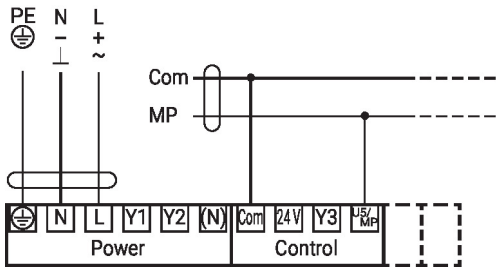 PE N L
− +
⊥ ~
Com
MP
N L Y1 Y2 (N) Com 24V Y3 U5/MP
Power Control